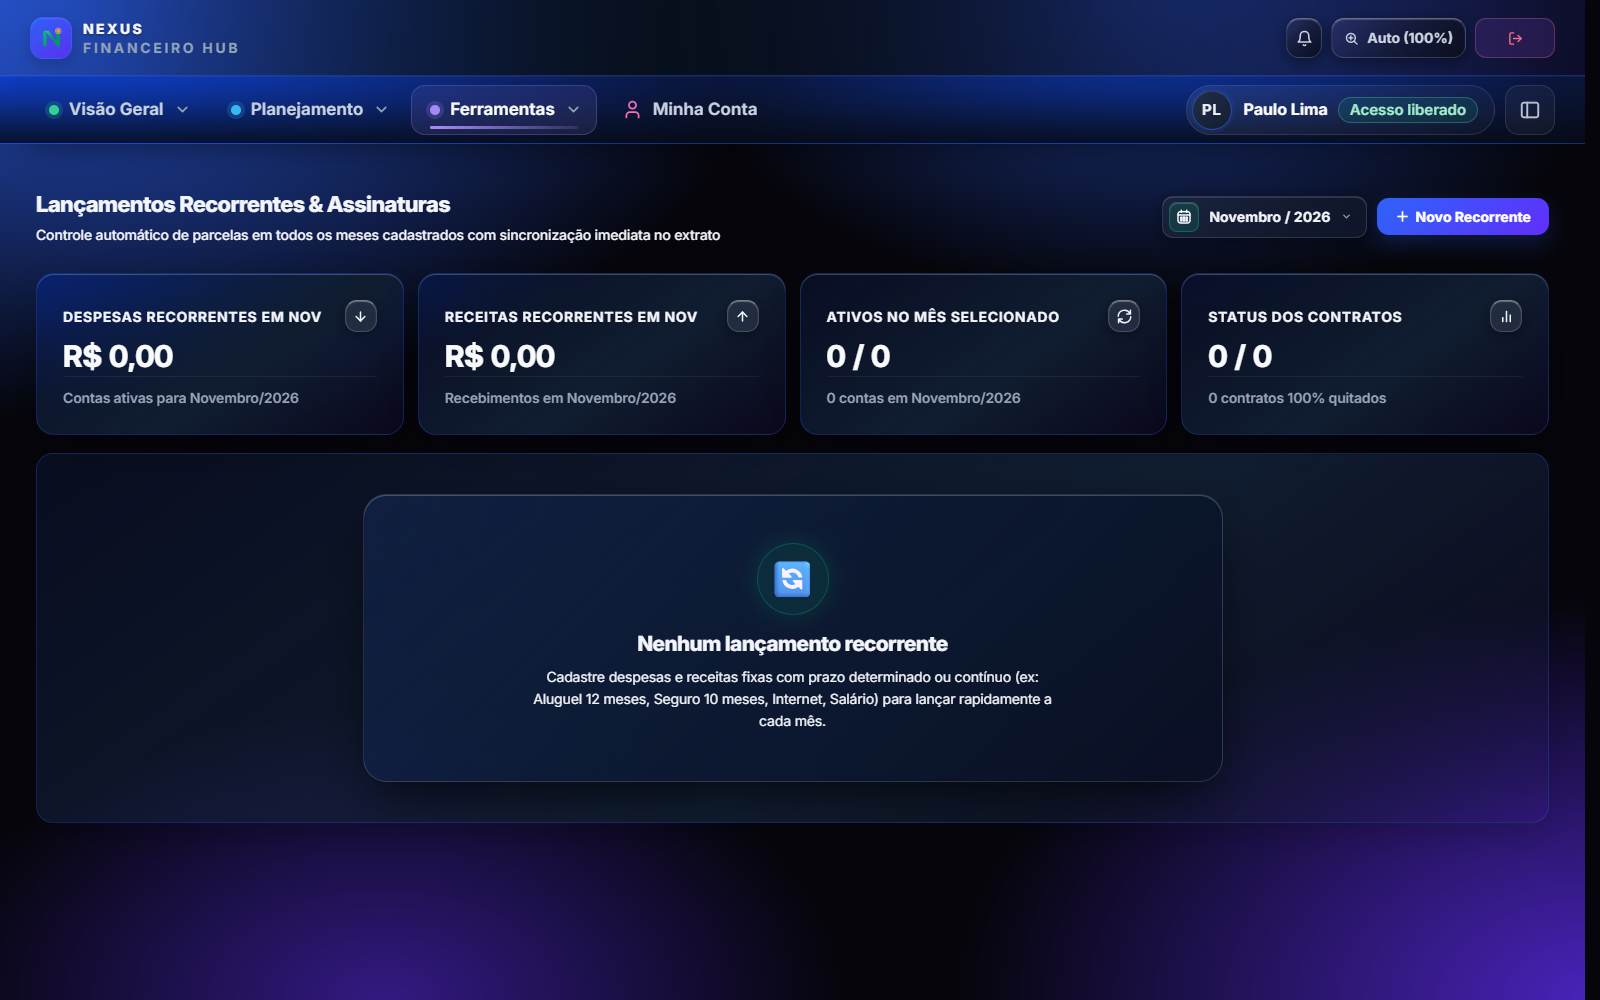 NEXUS
FINANCEIRO HUB
Auto (100%)
Visão Geral
Planejamento
Ferramentas
Minha Conta
PL
Paulo Lima
Acesso liberado
Lançamentos Recorrentes & Assinaturas
Controle automático de parcelas em todos os meses cadastrados com sincronização imediata no extrato
Novembro / 2026
+ Novo Recorrente
DESPESAS RECORRENTES EM NOV
R$ 0,00
Contas ativas para Novembro/2026
RECEITAS RECORRENTES EM NOV
R$ 0,00
Recebimentos em Novembro/2026
ATIVOS NO MÊS SELECIONADO
0 / 0
0 contas em Novembro/2026
STATUS DOS CONTRATOS
0 / 0
0 contratos 100% quitados
Nenhum lançamento recorrente
Cadastre despesas e receitas fixas com prazo determinado ou contínuo (ex:
Aluguel 12 meses, Seguro 10 meses, Internet, Salário) para lançar rapidamente a
cada mês.